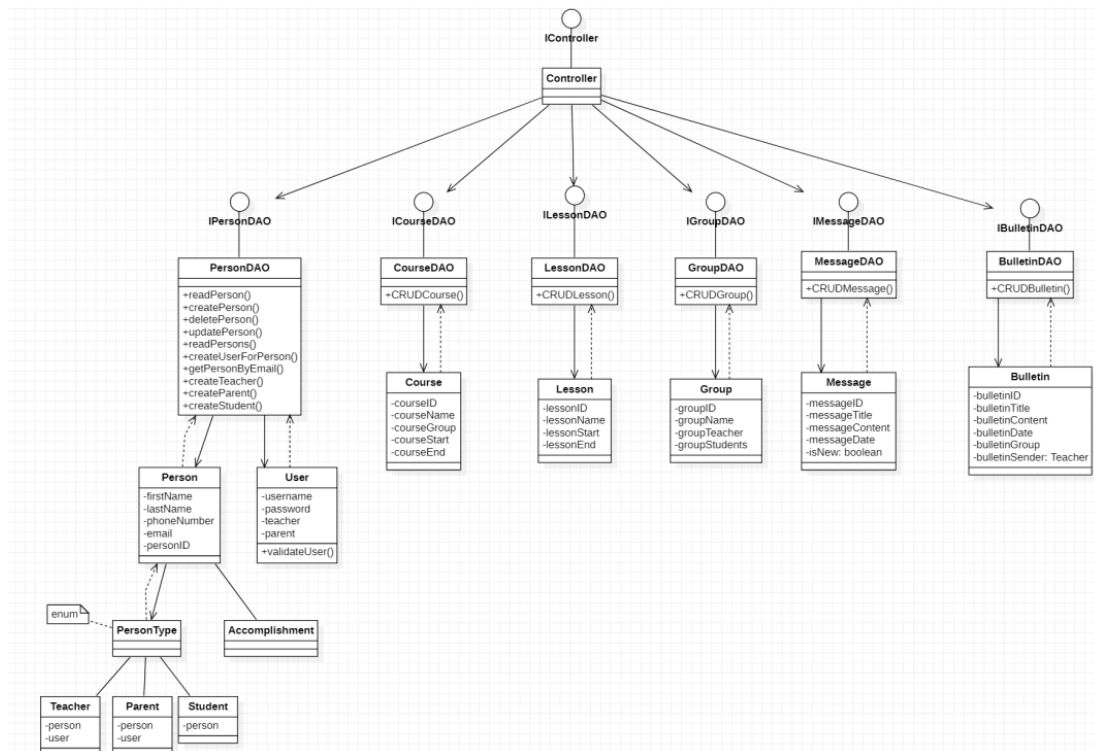 IController
Controller
IPersonDAO
ICourseDAO
ILessonDAO
IGroupDAO
IMessageDAO
IBulletinDAO
PersonDAO
+readPerson()
+createPerson()
+deletePerson()
+updatePerson()
+readPersons()
+createUserForPerson()
+getPersonByEmail()
+createTeacher()
+createParent()
+createStudent()
CourseDAO
+CRUDCourse()
LessonDAO
+CRUDLesson()
GroupDAO
+CRUDGroup()
MessageDAO
+CRUDMessage()
BulletinDAO
+CRUDBulletin()
Course
-courseID
-courseName
-courseGroup
-courseStart
-courseEnd
Lesson
-lessonID
-lessonName
-lessonStart
-lessonEnd
Group
-groupID
-groupName
-groupTeacher
-groupStudents
Message
-messageID
-messageTitle
-messageContent
-messageDate
-isNew: boolean
Bulletin
-bulletinID
-bulletinTitle
-bulletinContent
-bulletinDate
-bulletinGroup
-bulletinSender: Teacher
Person
-firstName
-lastName
-phoneNumber
-email
-personID
User
-username
-password
-teacher
-parent
+validateUser()
enum
PersonType
Accomplishment
Teacher
-person
-user
Parent
-person
-user
Student
-person